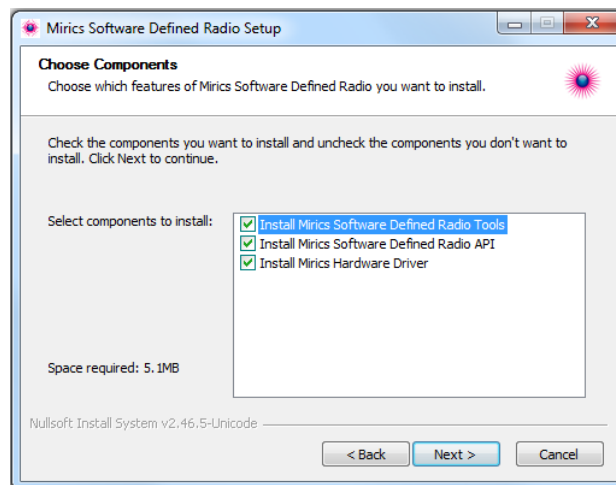 Mirics Software Defined Radio Setup
Choose Components
Choose which features of Mirics Software Defined Radio you want to install.
Check the components you want to install and uncheck the components you don't want to
install. Click Next to continue.
Select components to install:
Install Mirics Software Defined Radio Tools
Install Mirics Software Defined Radio API
Install Mirics Hardware Driver
Space required: 5.1MB
Nullsoft Install System v2.46.5-Unicode
< Back
Next >
Cancel